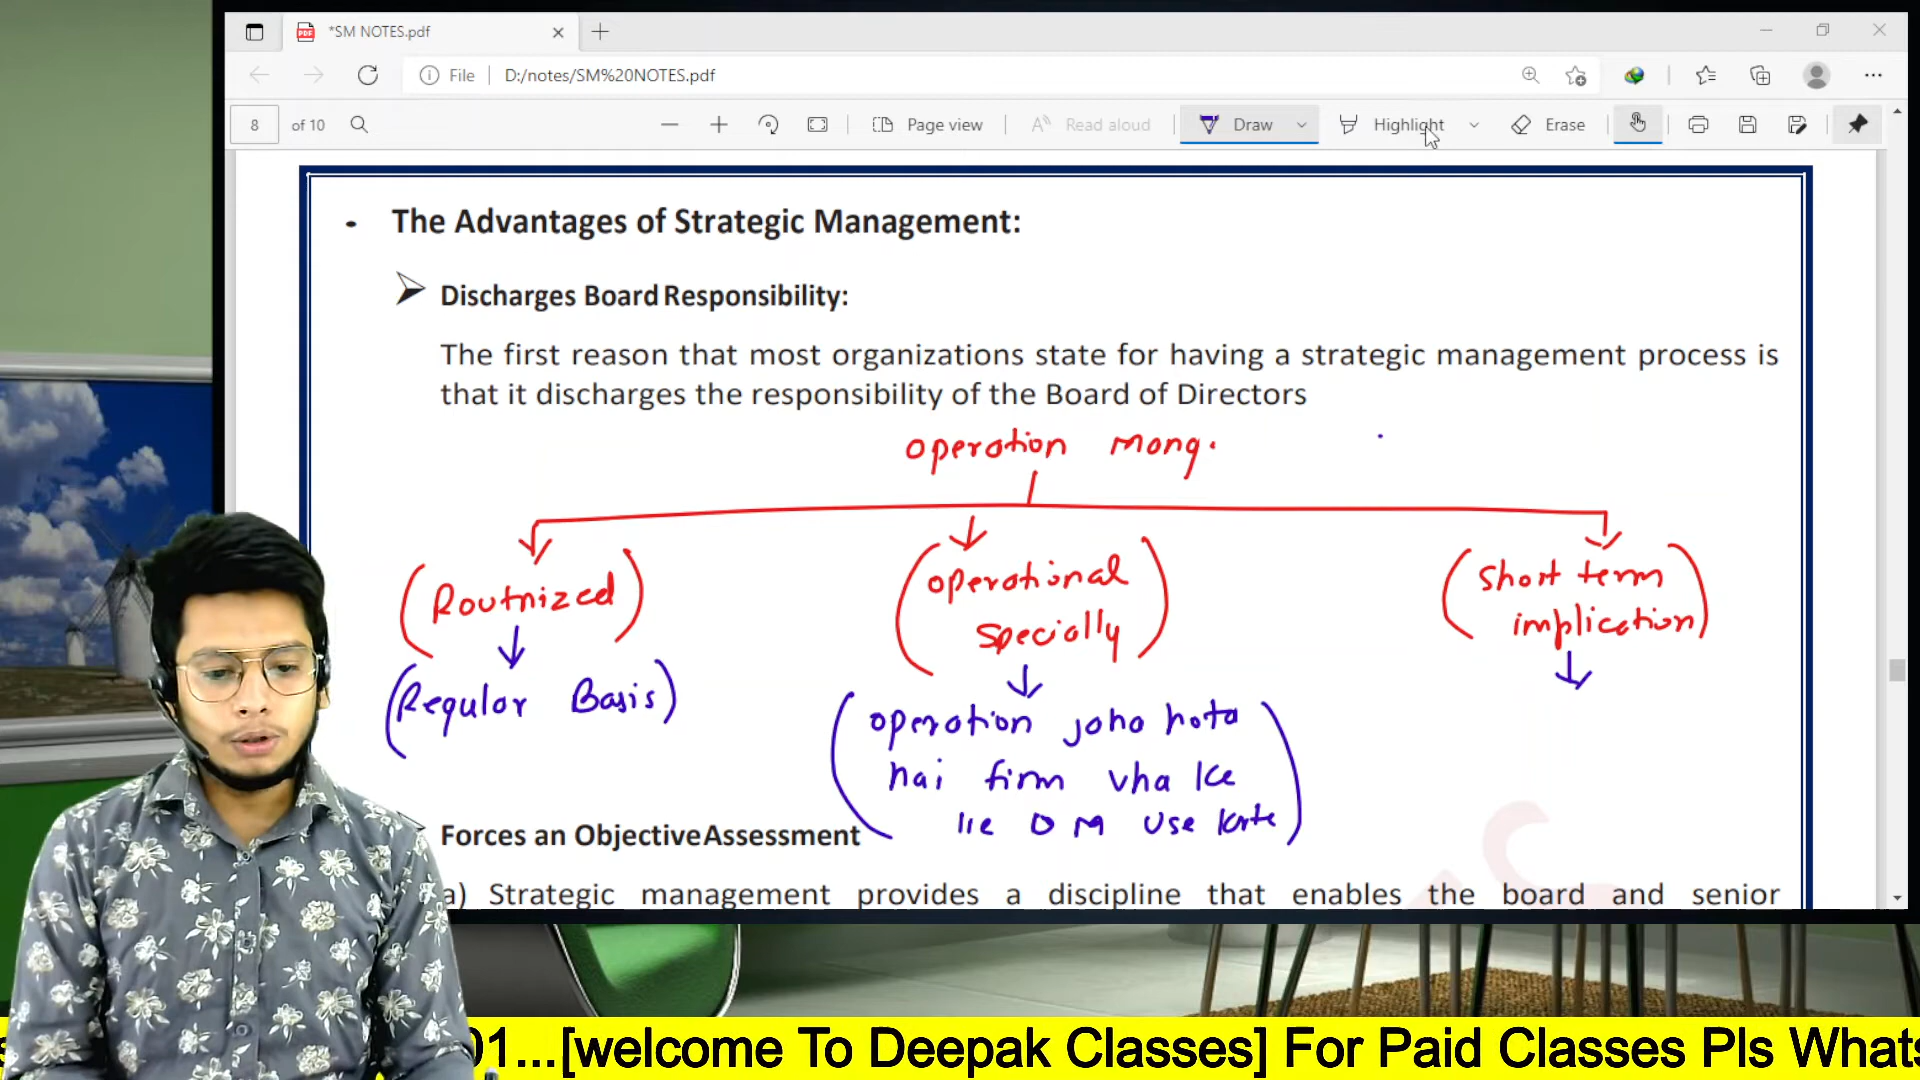 *SM NOTES.pdf
File D:/notes/SM%20NOTES.pdf
8 of 10 Page view Read aloud Draw Highlight Erase
The Advantages of Strategic Management:
Discharges Board Responsibility:
The first reason that most organizations state for having a strategic management process is
that it discharges the responsibility of the Board of Directors
operation mang.
(Routnized)
(operational
specially)
(short term
implication)
(Regular Basis)
(operation joha hota
hai firm vha ke
lie OM use karte)
Forces an Objective Assessment
a) Strategic management provides a discipline that enables the board and senior
01...[welcome To Deepak Classes] For Paid Classes Pls Whats